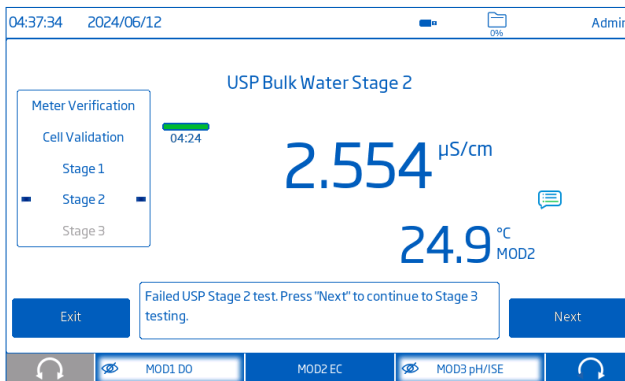 04:37:34 2024/06/12
0%
Admin
USP Bulk Water Stage 2
Meter Verification
Cell Validation
Stage 1
Stage 2
Stage 3
04:24
2.554 µS/cm
24.9 °C
MOD2
Failed USP Stage 2 test. Press "Next" to continue to Stage 3
testing.
Exit
Next
MOD1 DO
MOD2 EC
MOD3 pH/ISE